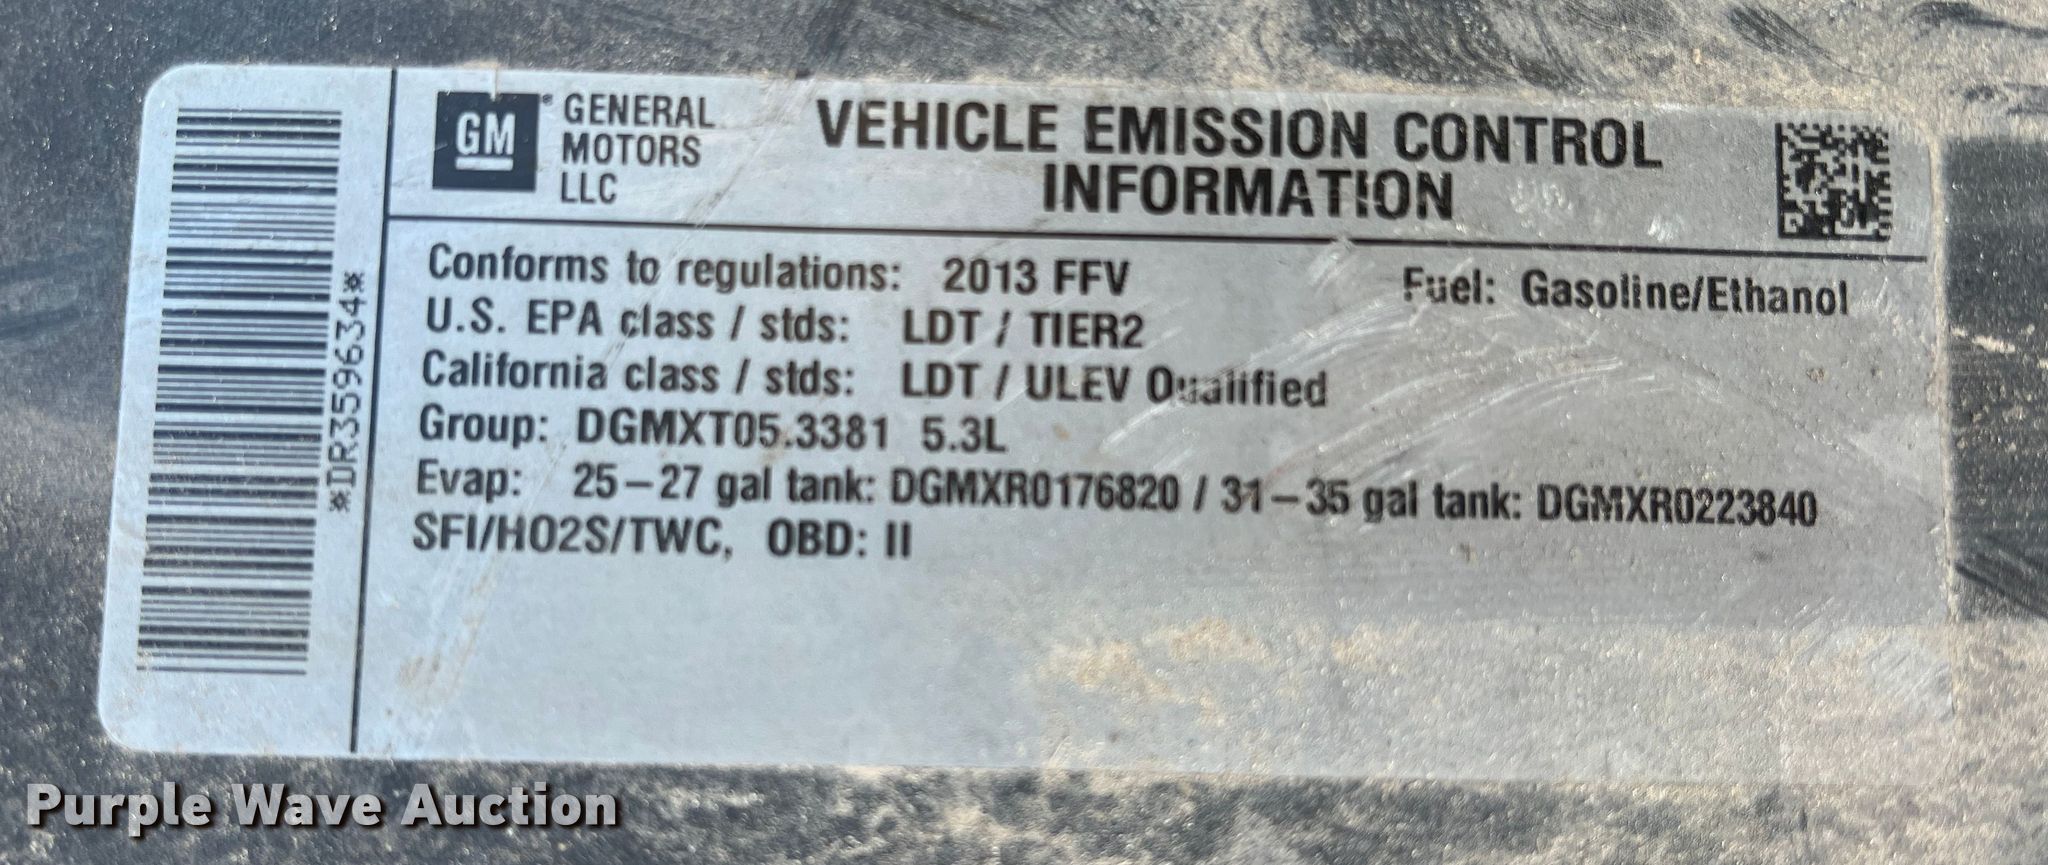 GM
GENERAL
MOTORS
LLC
VEHICLE EMISSION CONTROL
INFORMATION
Conforms to regulations: 2013 FFV
Fuel: Gasoline/Ethanol
U.S. EPA class / stds: LDT / TIER2
California class / stds: LDT / ULEV Qualified
Group: DGMXT05.3381 5.3L
Evap: 25-27 gal tank: DGMXR0176820 / 31-35 gal tank: DGMXR0223840
SFI/HO2S/TWC, OBD: II
*DR359634*
Purple Wave Auction